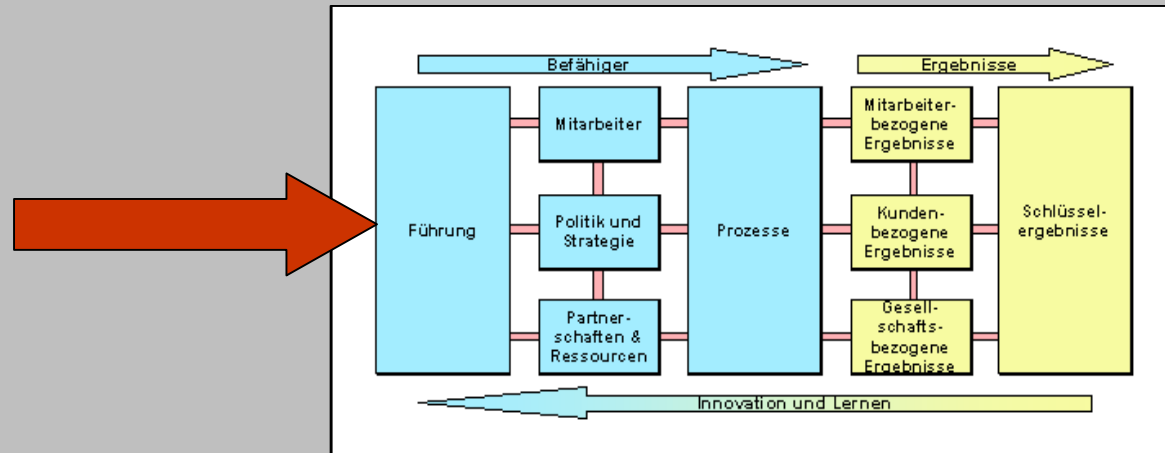 Befähiger
Ergebnisse
Führung
Mitarbeiter
Politik und
Strategie
Partner-
schaften &
Ressourcen
Prozesse
Mitarbeiter-
bezogene
Ergebnisse
Kunden-
bezogene
Ergebnisse
Gesell-
schafts-
bezogene
Ergebnisse
Schlüssel-
ergebnisse
Innovation und Lernen